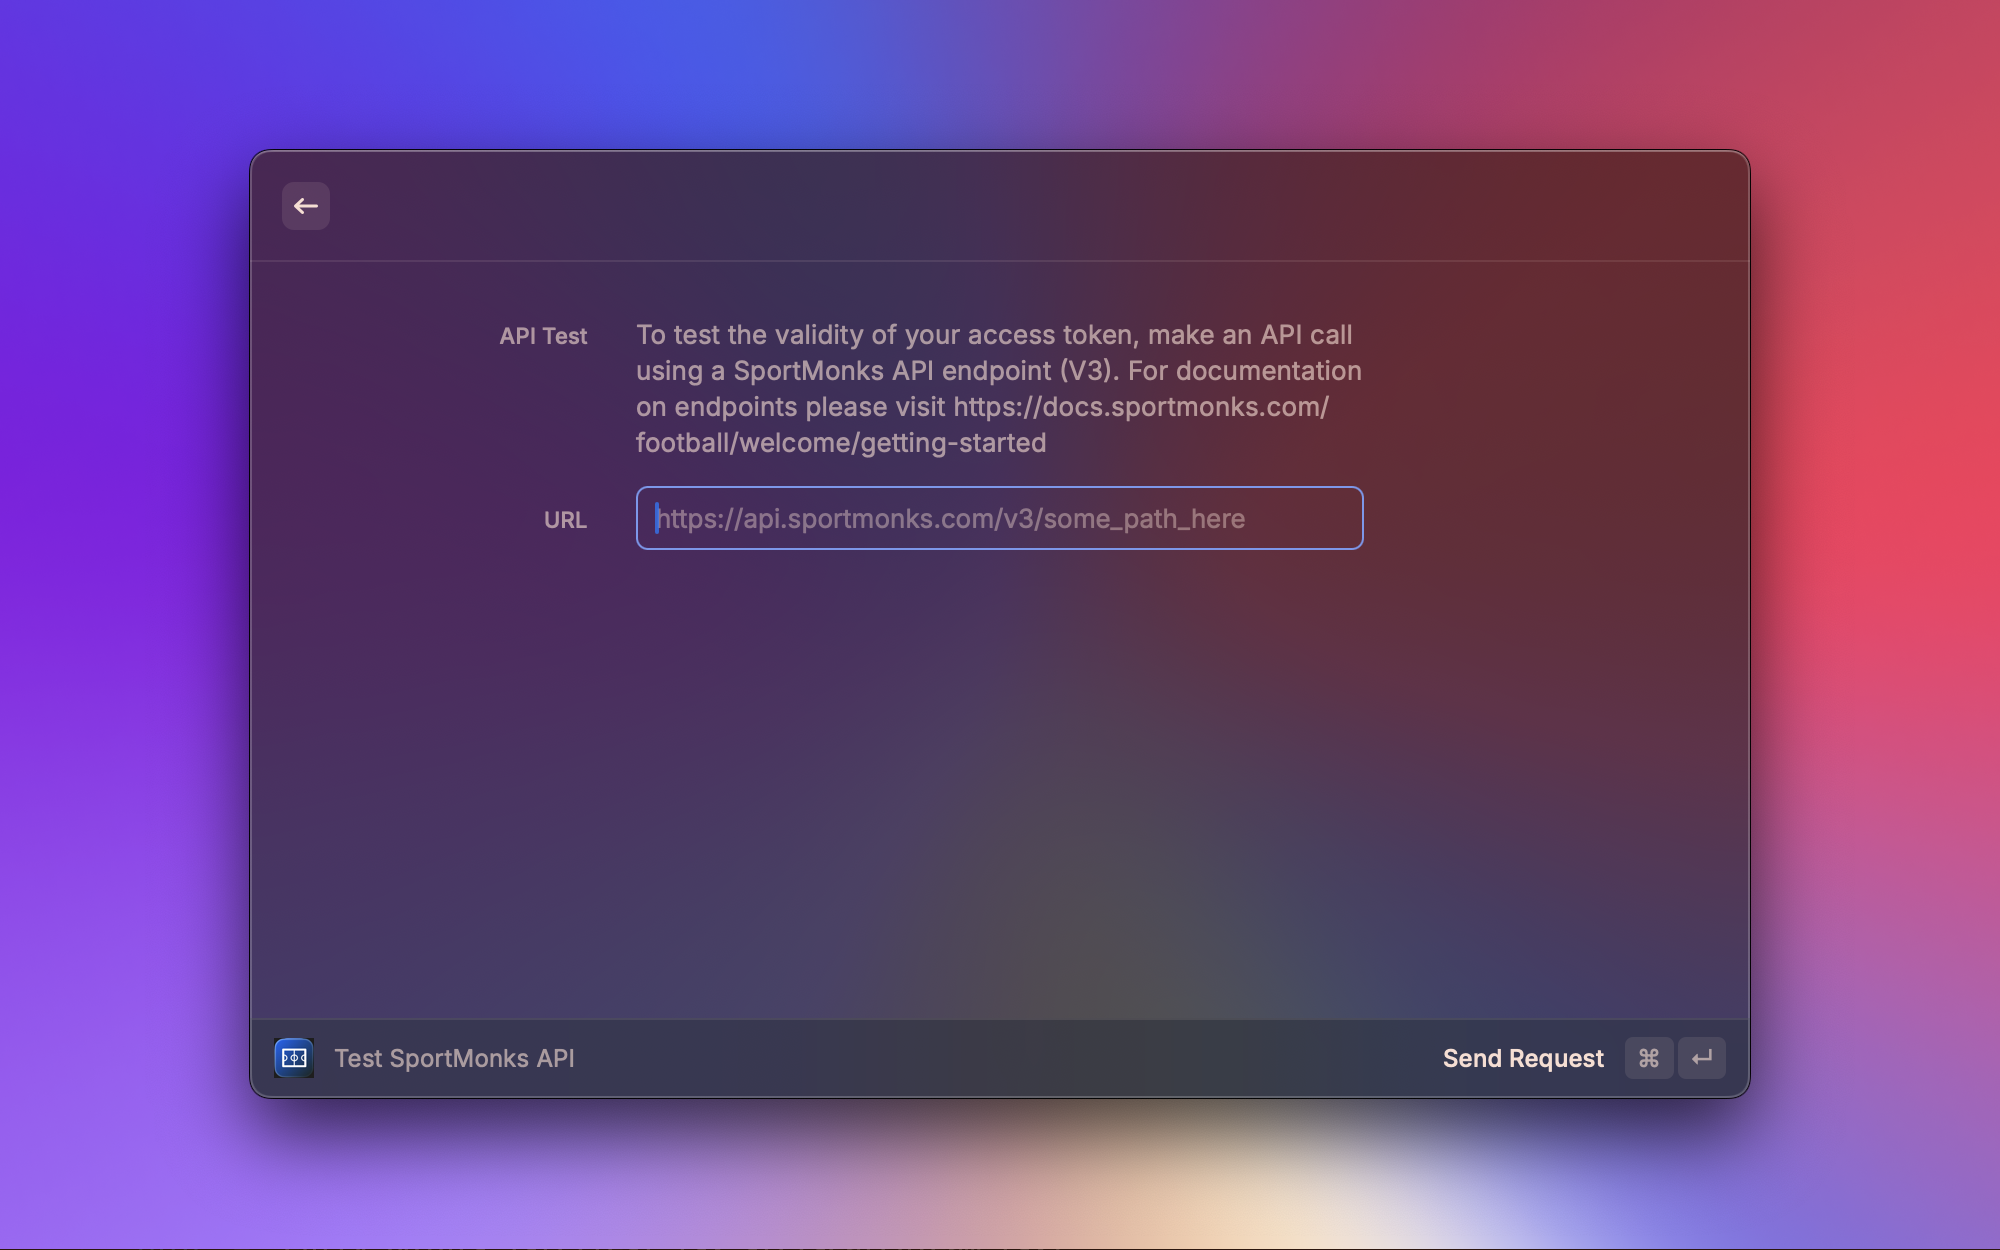 API Test
To test the validity of your access token, make an API call
using a SportMonks API endpoint (V3). For documentation
on endpoints please visit https://docs.sportmonks.com/
football/welcome/getting-started
URL
https://api.sportmonks.com/v3/some_path_here
Test SportMonks API
Send Request ⌘ ↵